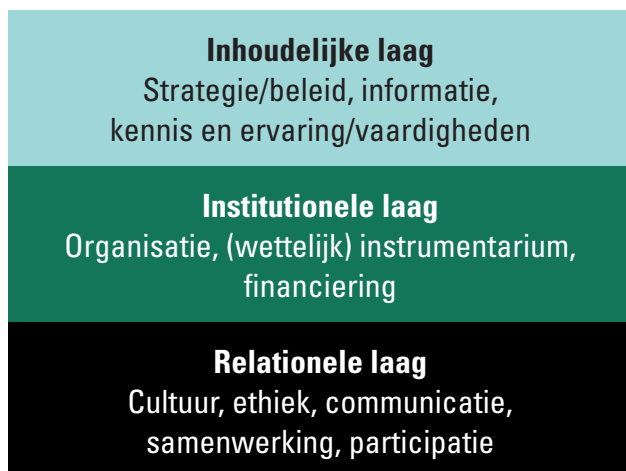 Inhoudelijke laag
Strategie/beleid, informatie,
kennis en ervaring/vaardigheden
Institutionele laag
Organisatie, (wettelijk) instrumentarium,
financiering
Relationele laag
Cultuur, ethiek, communicatie,
samenwerking, participatie